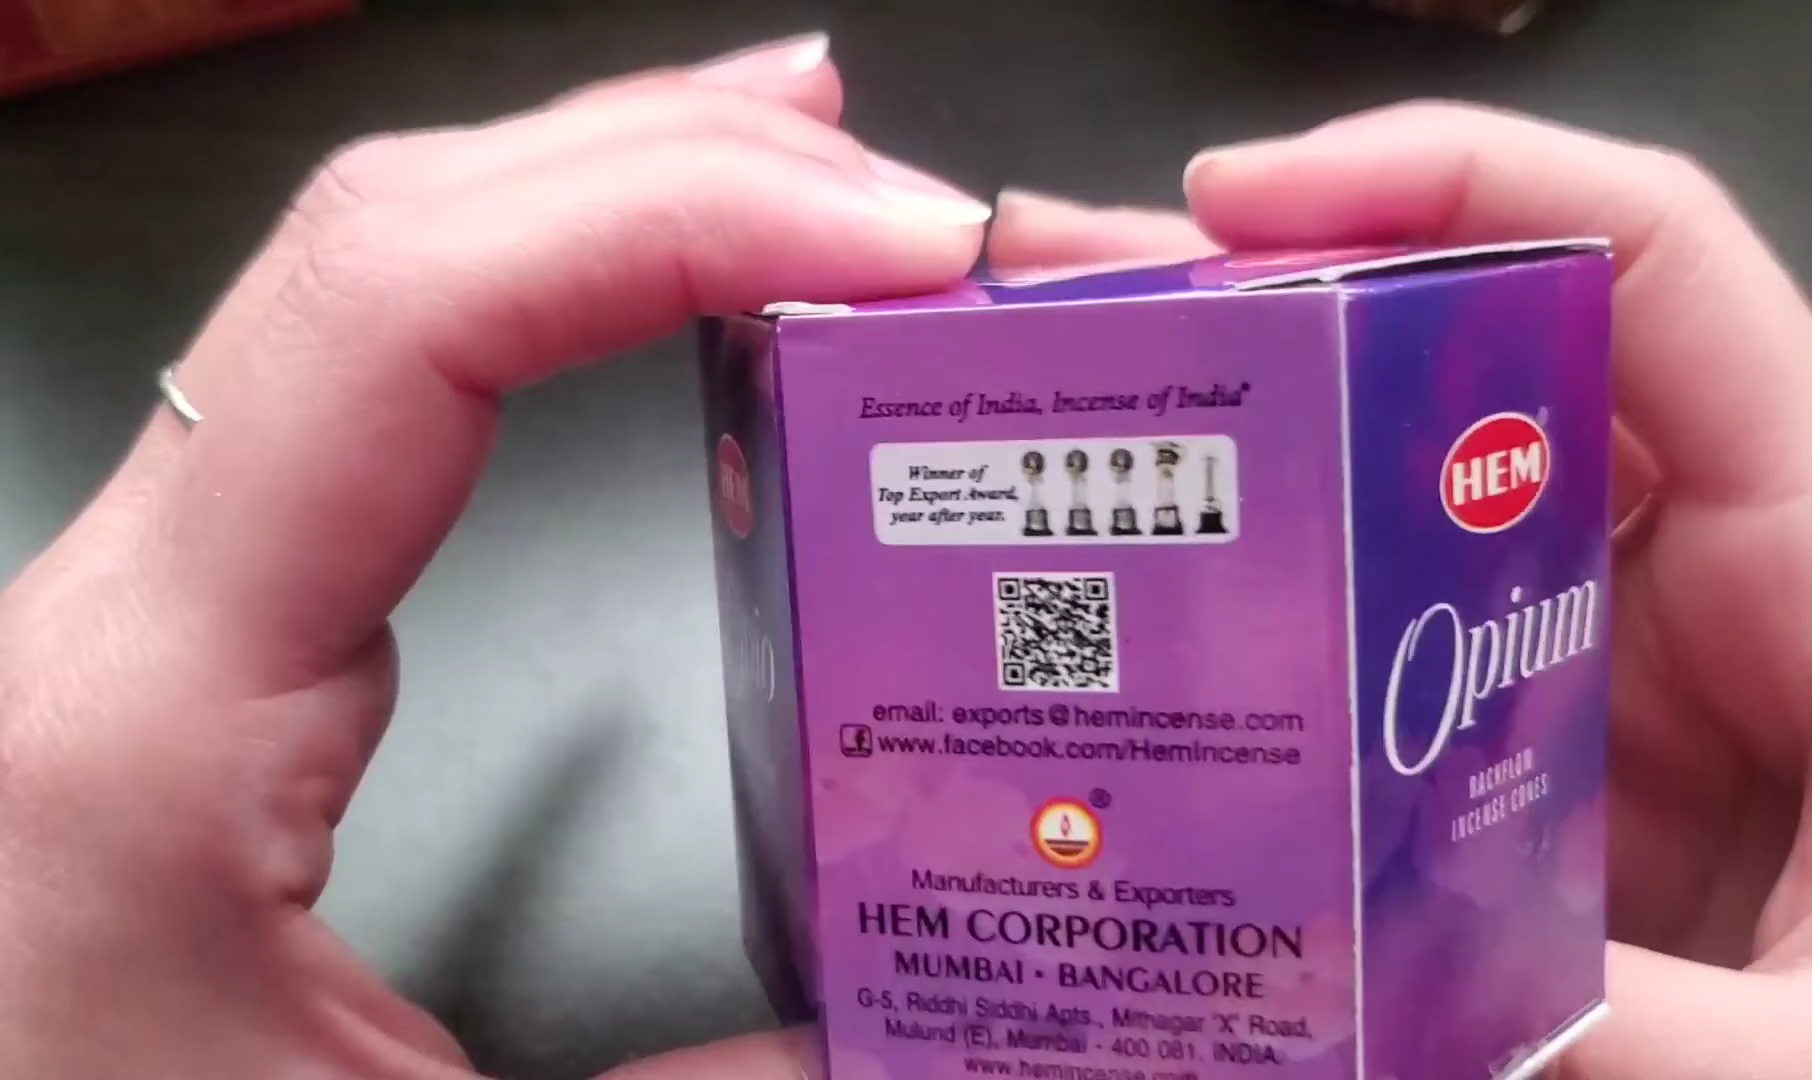 Essence of India, Incense of India®
Winner of
Top Export Award,
year after year.
email: exports@hemincense.com
f www.facebook.com/HemIncense
®
Manufacturers & Exporters
HEM CORPORATION
MUMBAI • BANGALORE
G-5, Riddhi Siddhi Apts., Mithagar "X" Road,
Mulund (E), Mumbai - 400 081. INDIA.
www.hemincense.com
HEM®
Opium
BACKFLOW
INCENSE CONES
HEM